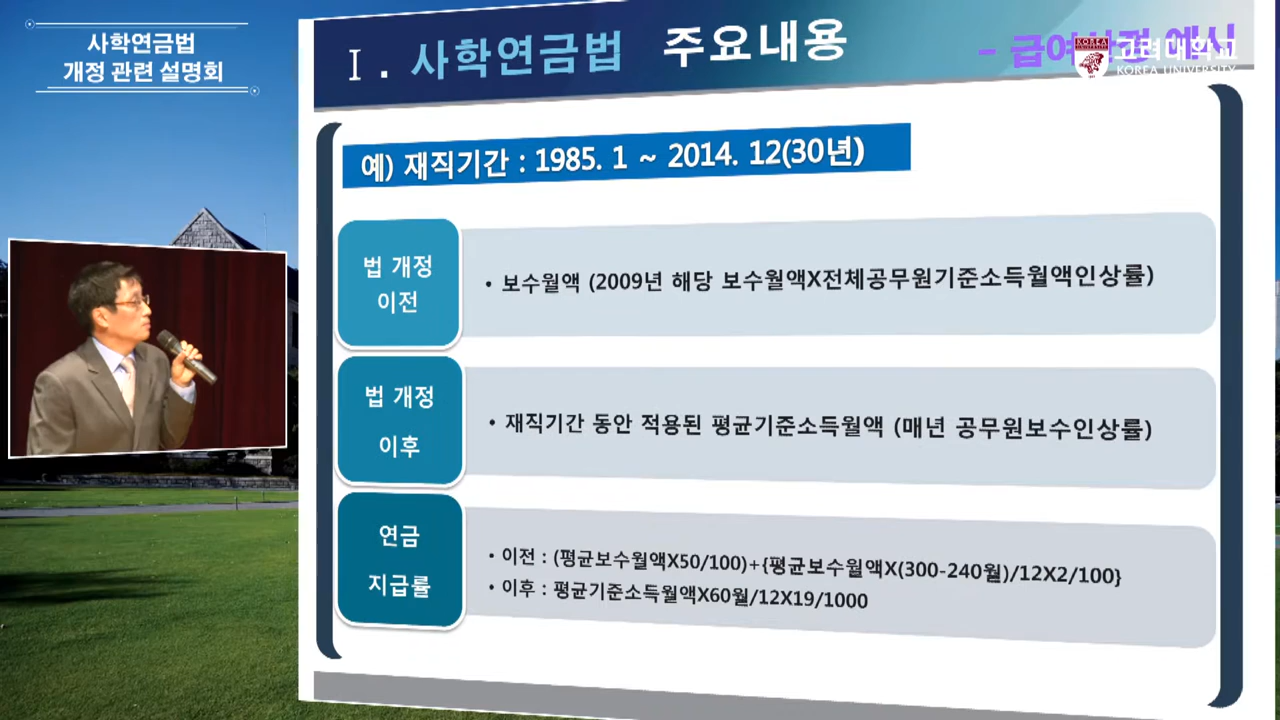 사학연금법
개정 관련 설명회
Ⅰ. 사학연금법 주요내용
고려대학교
KOREA UNIVERSITY
예) 재직기간 : 1985. 1 ~ 2014. 12(30년)
법 개정
이전
• 보수월액 (2009년 해당 보수월액X전체공무원기준소득월액인상률)
법 개정
이후
• 재직기간 동안 적용된 평균기준소득월액 (매년 공무원보수인상률)
연금
지급률
• 이전 : (평균보수월액X50/100)+{평균보수월액X(300-240월)/12X2/100}
• 이후 : 평균기준소득월액X60월/12X19/1000